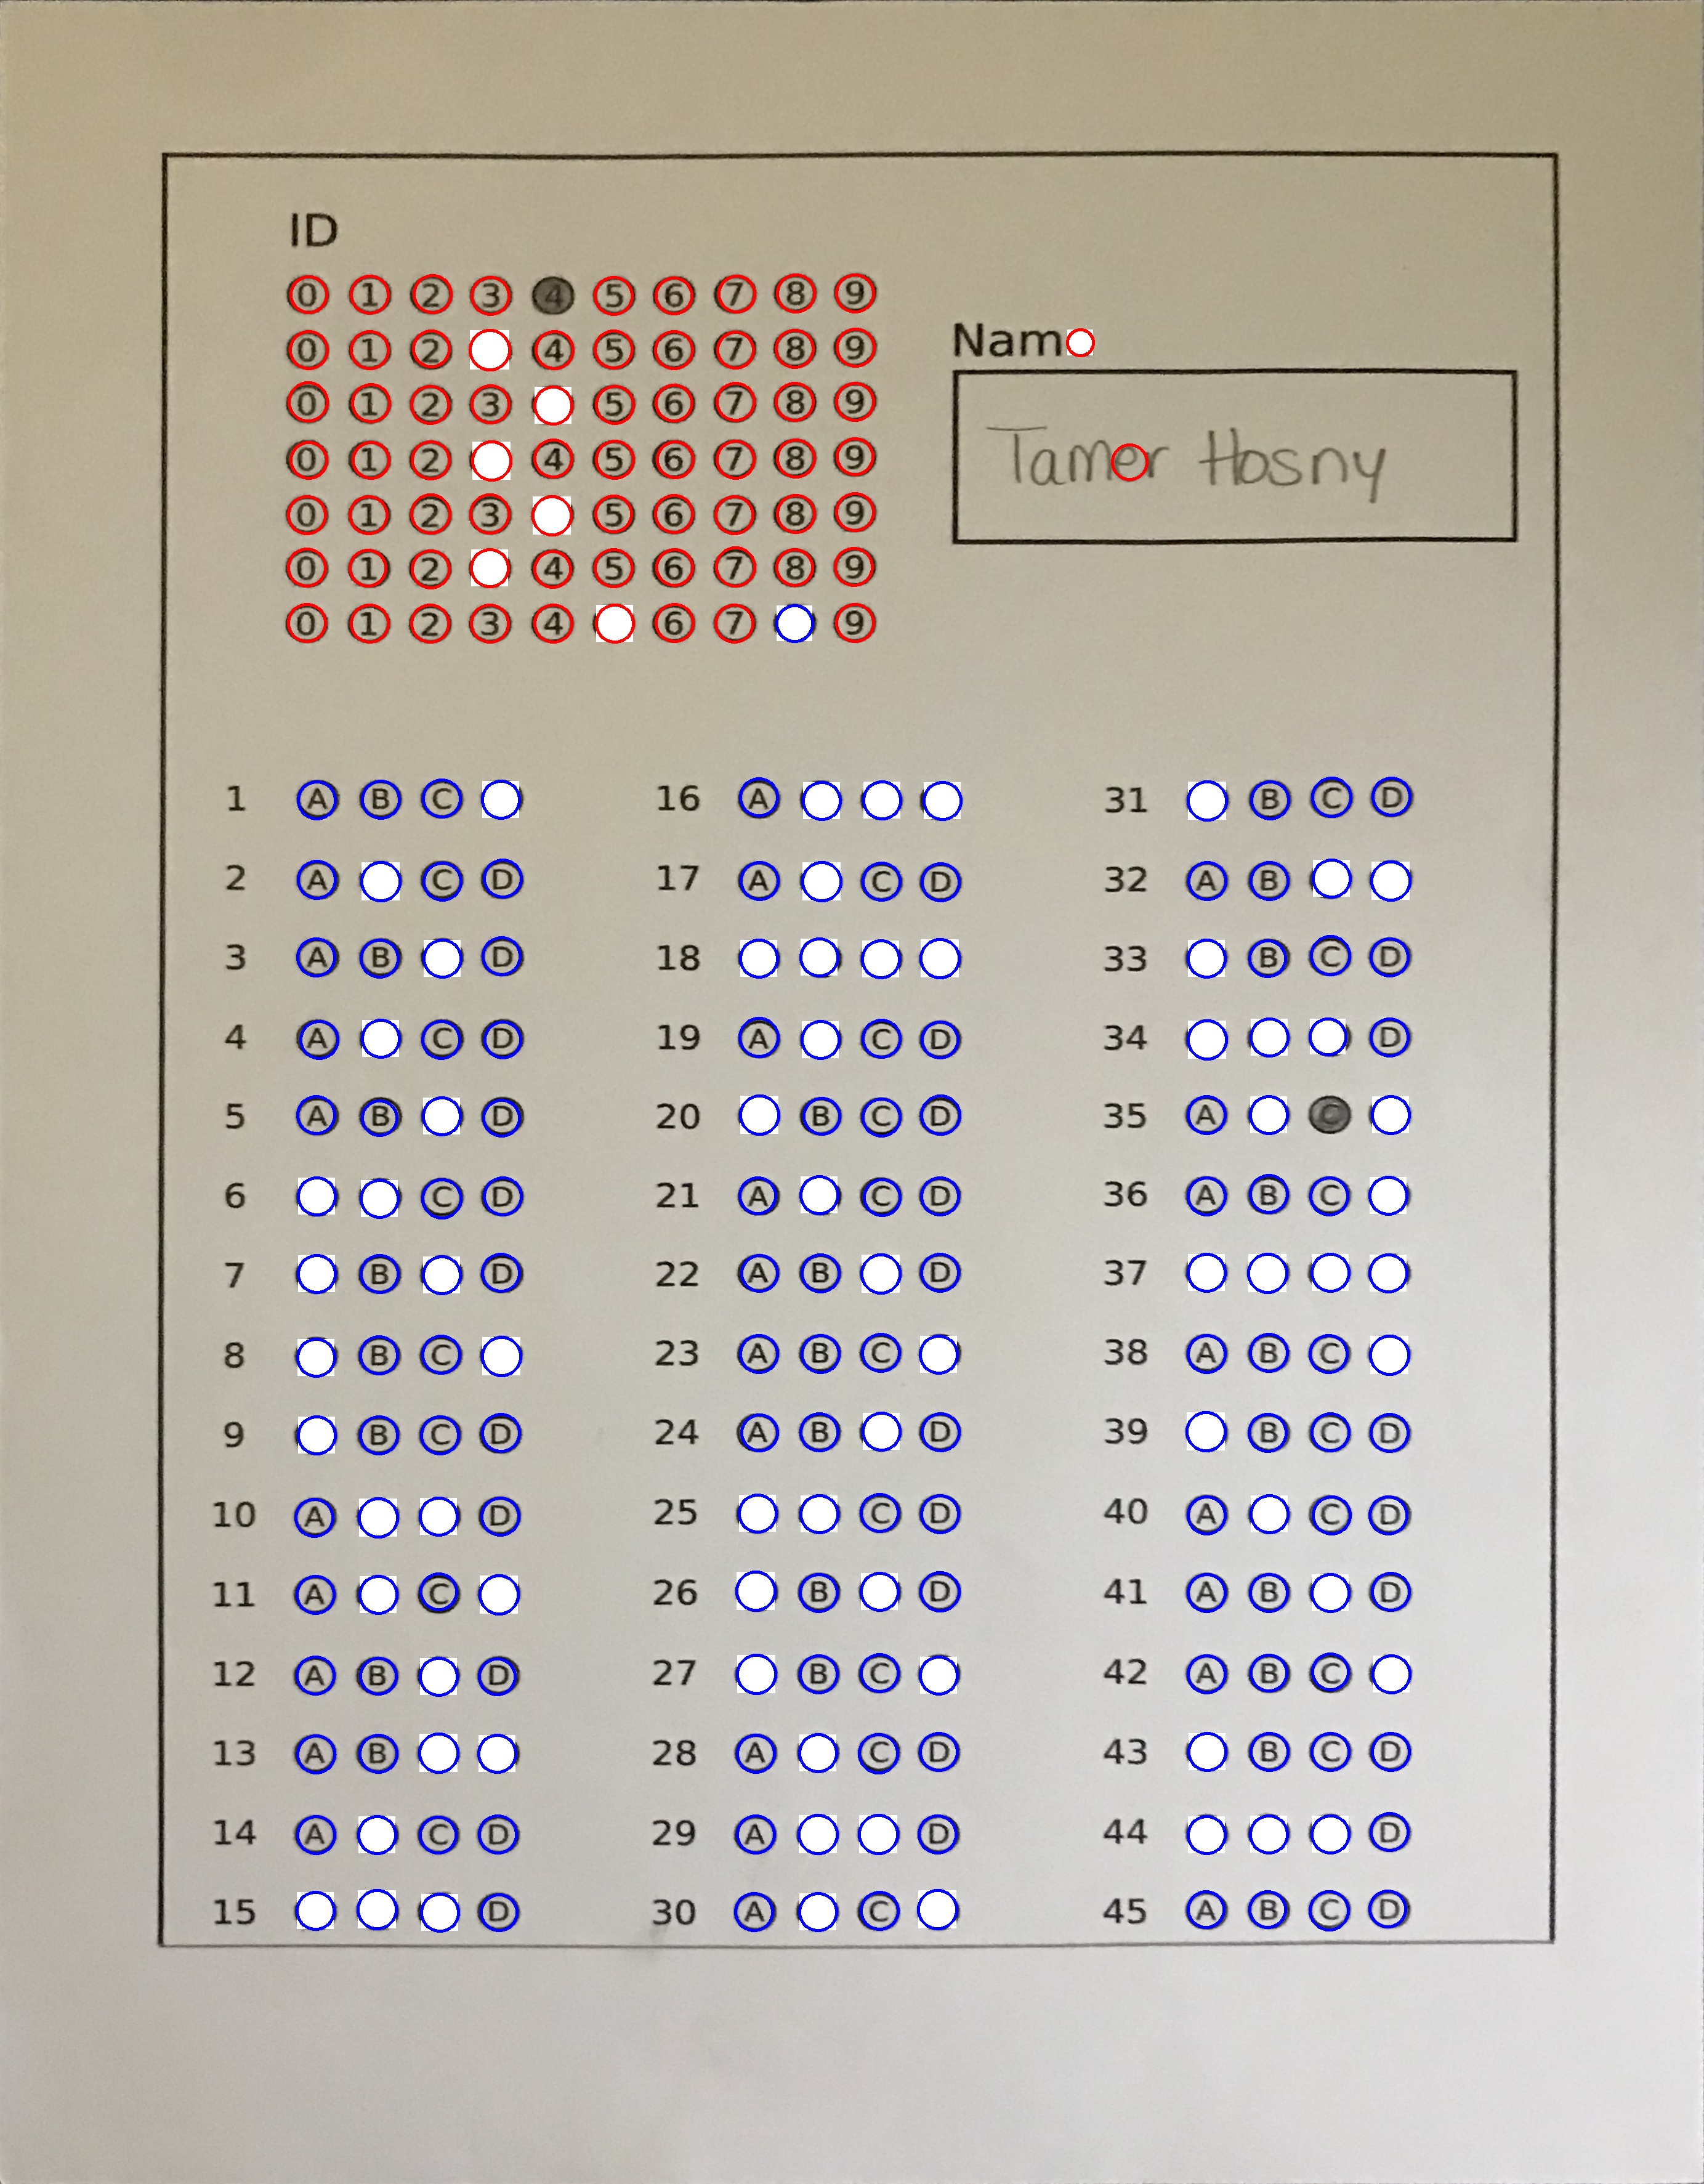 ID
0 1 2 3 4 5 6 7 8 9
0 1 2 4 5 6 7 8 9
0 1 2 3 5 6 7 8 9
0 1 2 4 5 6 7 8 9
0 1 2 3 5 6 7 8 9
0 1 2 4 5 6 7 8 9
0 1 2 3 4 6 7 9
Nam
Tamer Hosny
1 A B C
2 A C D
3 A B D
4 A C D
5 A B D
6 C D
7 B D
8 B C
9 B C D
10 A D
11 A C
12 A B D
13 A B
14 A C D
15 D
16 A
17 A C D
18
19 A C D
20 B C D
21 A C D
22 A B D
23 A B C
24 A B D
25 C D
26 B D
27 B C
28 A C D
29 A D
30 A C
31 B C D
32 A B
33 B C D
34 D
35 A C
36 A B C
37
38 A B C
39 B C D
40 A C D
41 A B D
42 A B C
43 B C D
44 D
45 A B C D